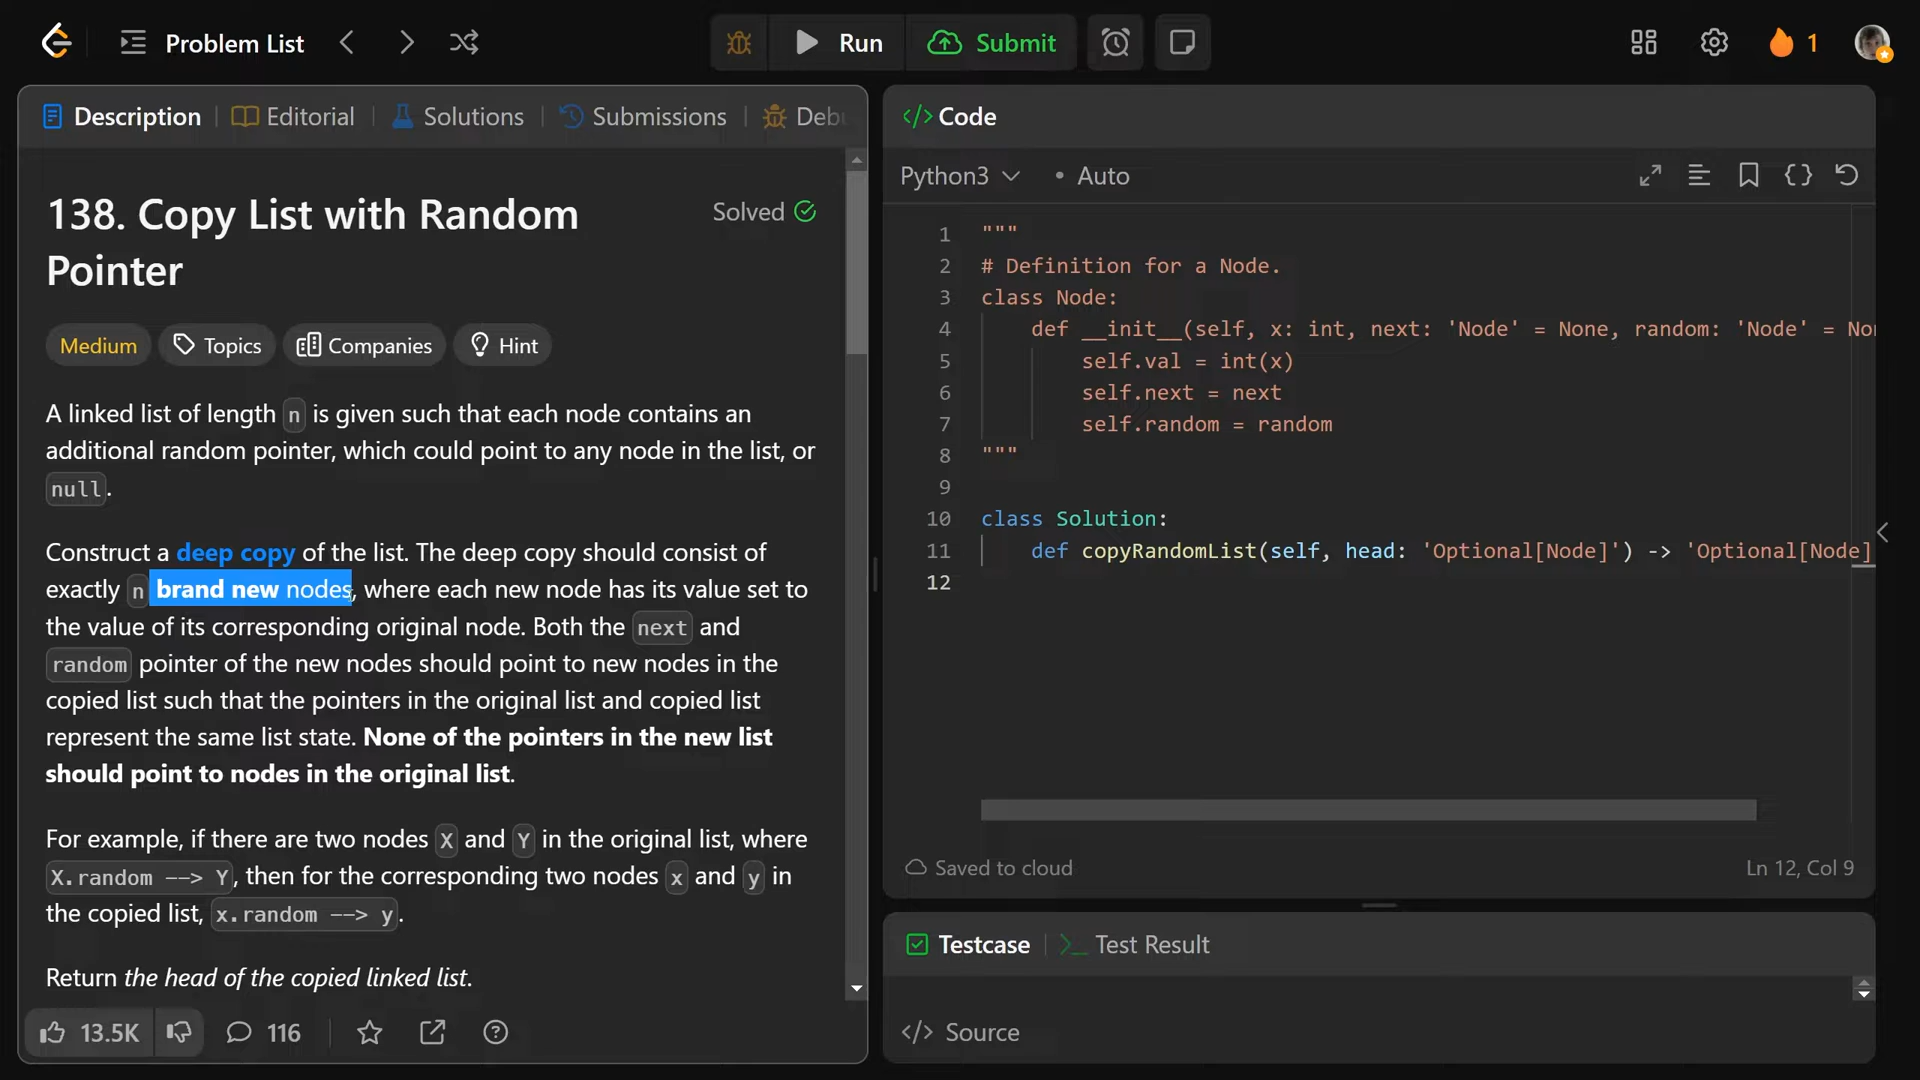 Problem List
Run
Submit
1
Description
Editorial
Solutions
Submissions
Deb
Code
Python3
Auto
138. Copy List with Random
Pointer
Solved
Medium
Topics
Companies
Hint
A linked list of length n is given such that each node contains an
additional random pointer, which could point to any node in the list, or
null.
Construct a deep copy of the list. The deep copy should consist of
exactly n brand new nodes, where each new node has its value set to
the value of its corresponding original node. Both the next and
random pointer of the new nodes should point to new nodes in the
copied list such that the pointers in the original list and copied list
represent the same list state. None of the pointers in the new list
should point to nodes in the original list.
For example, if there are two nodes X and Y in the original list, where
X.random --> Y, then for the corresponding two nodes x and y in
the copied list, x.random --> y.
Return the head of the copied linked list.
13.5K
116
1 """
2 # Definition for a Node.
3 class Node:
4 def __init__(self, x: int, next: 'Node' = None, random: 'Node' = Non
5 self.val = int(x)
6 self.next = next
7 self.random = random
8 """
9
10 class Solution:
11 def copyRandomList(self, head: 'Optional[Node]') -> 'Optional[Node]
12
Saved to cloud
Ln 12, Col 9
Testcase
Test Result
</> Source